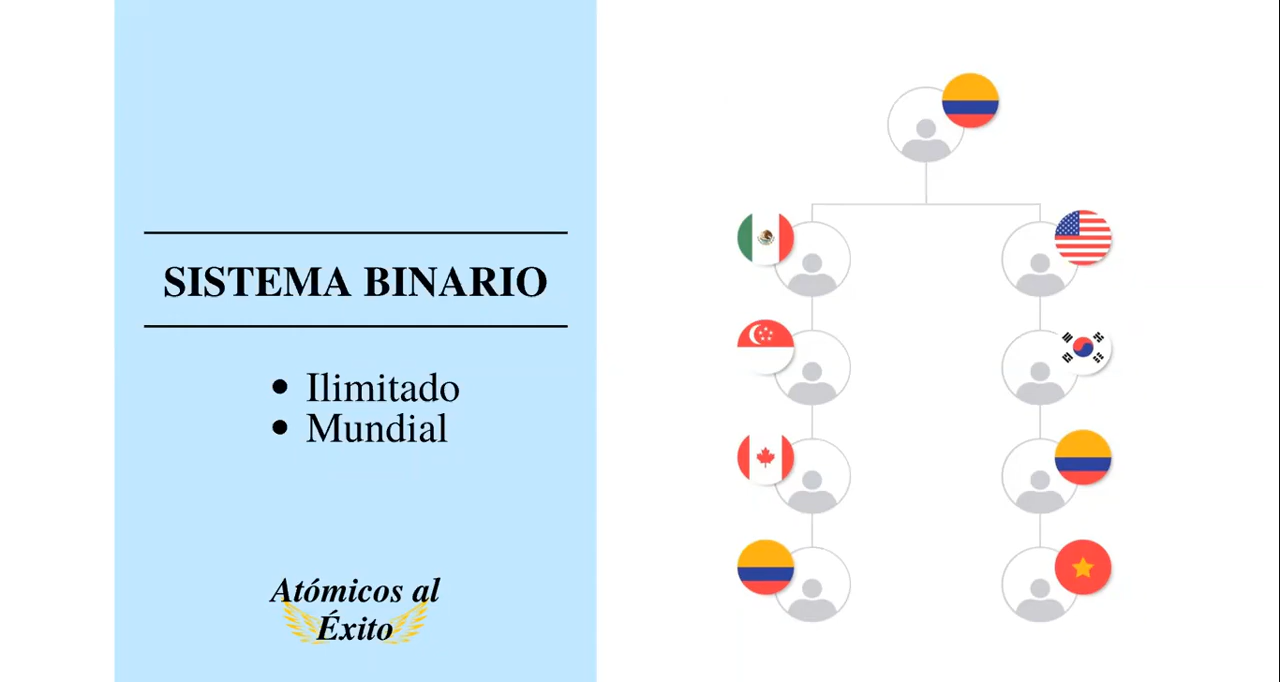 SISTEMA BINARIO
• Ilimitado
• Mundial
Atómicos al
Éxito